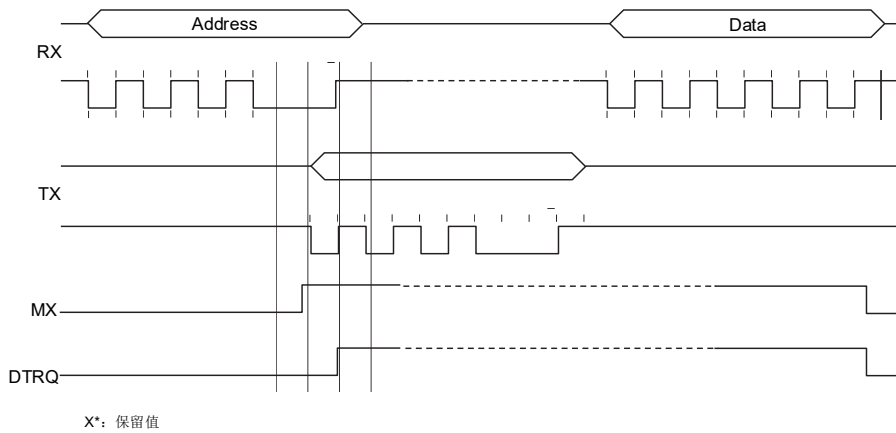 Address
Data
RX
TX
MX
DTRQ
X*：保留值